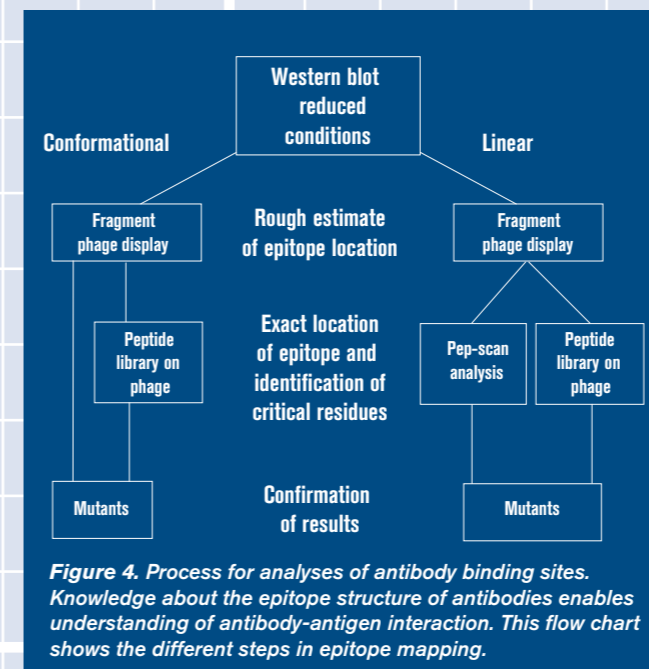 Western blot
reduced
conditions
Conformational
Linear
Fragment
phage display
Rough estimate
of epitope location
Fragment
phage display
Peptide
library on
phage
Exact location
of epitope and
identification of
critical residues
Pep-scan
analysis
Peptide
library on
phage
Mutants
Confirmation
of results
Mutants
Figure 4. Process for analyses of antibody binding sites.
Knowledge about the epitope structure of antibodies enables
understanding of antibody-antigen interaction. This flow chart
shows the different steps in epitope mapping.